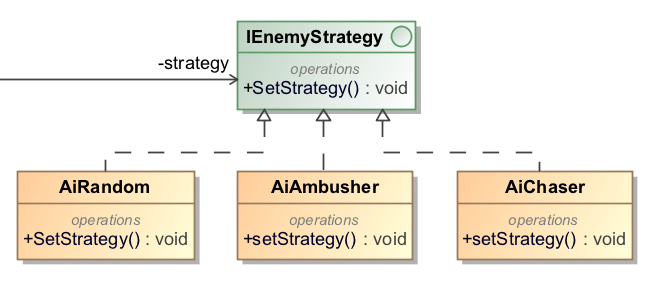 IEnemyStrategy
-strategy
operations
+SetStrategy() : void
AiRandom
AiAmbusher
AiChaser
operations
operations
operations
+SetStrategy() : void
+setStrategy() : void
+setStrategy() : void